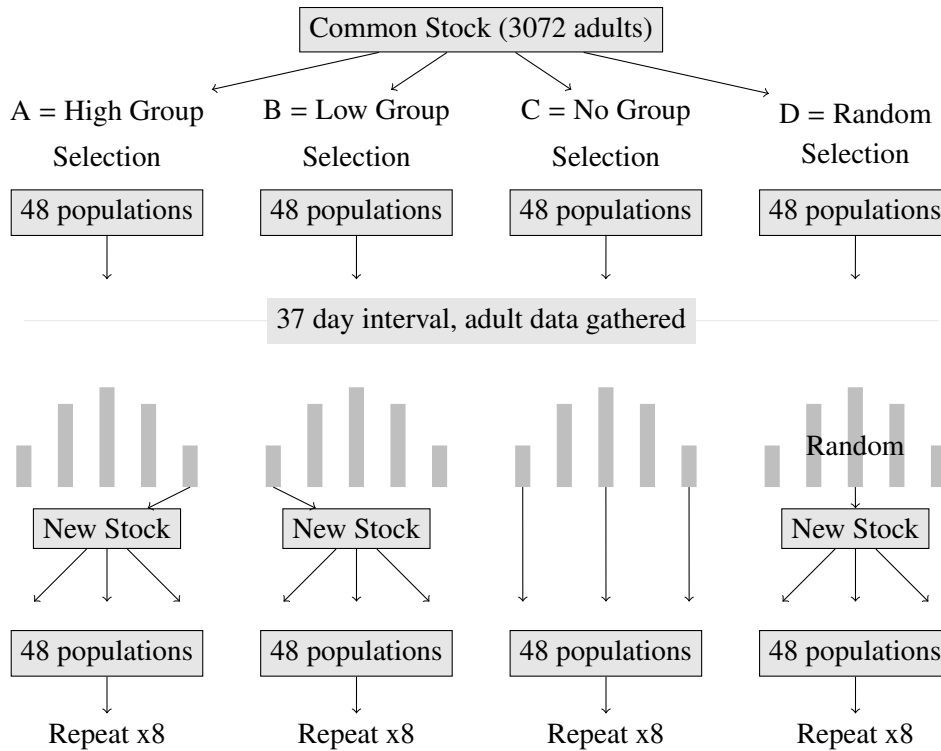 Common Stock (3072 adults)
A = High Group
Selection
B = Low Group
Selection
C = No Group
Selection
D = Random
Selection
48 populations
48 populations
48 populations
48 populations
37 day interval, adult data gathered
Random
New Stock
New Stock
New Stock
48 populations
48 populations
48 populations
48 populations
Repeat x8
Repeat x8
Repeat x8
Repeat x8